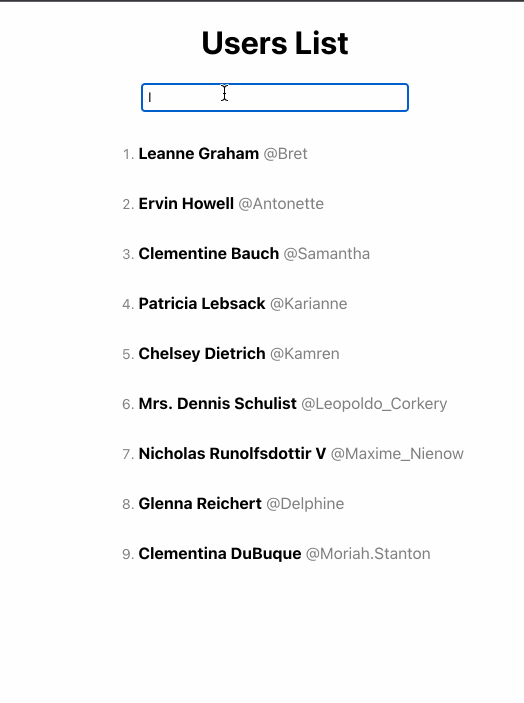 Users List
l
1. Leanne Graham @Bret
2. Ervin Howell @Antonette
3. Clementine Bauch @Samantha
4. Patricia Lebsack @Karianne
5. Chelsey Dietrich @Kamren
6. Mrs. Dennis Schulist @Leopoldo_Corkery
7. Nicholas Runolfsdottir V @Maxime_Nienow
8. Glenna Reichert @Delphine
9. Clementina DuBuque @Moriah.Stanton